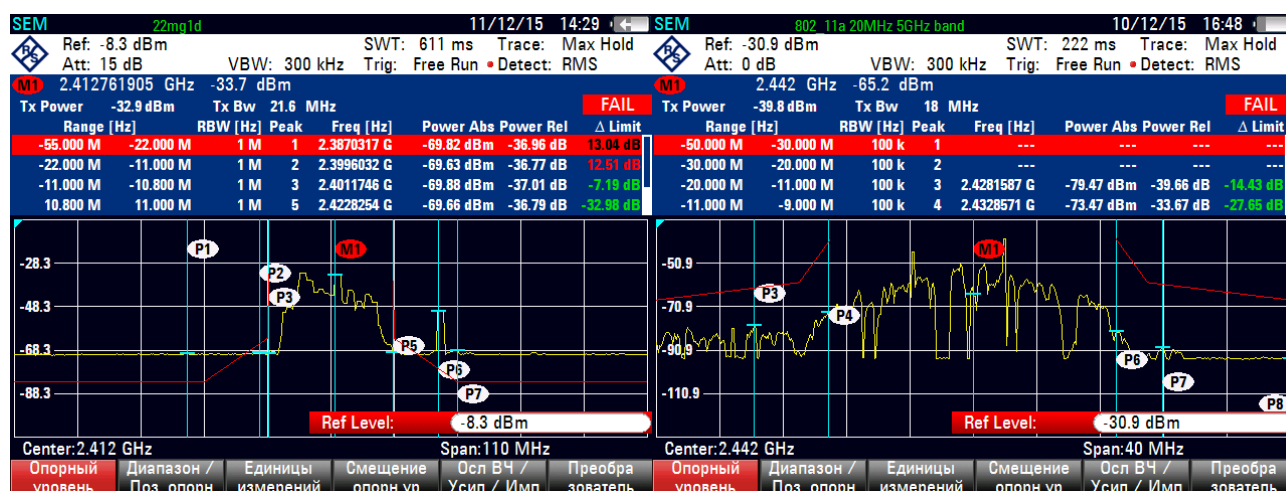 SEM 22mg1d 11/12/15 14:29
Ref: -8.3 dBm SWT: 611 ms Trace: Max Hold
Att: 15 dB VBW: 300 kHz Trig: Free Run Detect: RMS
M1 2.412761905 GHz -33.7 dBm
Tx Power -32.9 dBm Tx Bw 21.6 MHz FAIL
Range [Hz] RBW [Hz] Peak Freq [Hz] Power Abs Power Rel Δ Limit
-55.000 M -22.000 M 1 M 1 2.3870317 G -69.82 dBm -36.96 dB 13.04 dB
-22.000 M -11.000 M 1 M 2 2.3996032 G -69.63 dBm -36.77 dB 12.51 dB
-11.000 M -10.800 M 1 M 3 2.4011746 G -69.88 dBm -37.01 dB -7.19 dB
10.800 M 11.000 M 1 M 5 2.4228254 G -69.66 dBm -36.79 dB -32.98 dB
P1 M1
-28.3
P2
P3
-48.3
P5
-68.3
P6
-88.3 P7
Ref Level: -8.3 dBm
Center:2.412 GHz Span:110 MHz
Опорный Диапазон / Единицы Смещение Осл ВЧ / Преобра
уровень Поз. опорн измерений опорн ур Усил / Имп зователь
SEM 802_11a 20MHz 5GHz band 10/12/15 16:48
Ref: -30.9 dBm SWT: 222 ms Trace: Max Hold
Att: 0 dB VBW: 300 kHz Trig: Free Run Detect: RMS
M1 2.442 GHz -65.2 dBm
Tx Power -39.8 dBm Tx Bw 18 MHz FAIL
Range [Hz] RBW [Hz] Peak Freq [Hz] Power Abs Power Rel Δ Limit
-50.000 M -30.000 M 100 k 1 --- --- --- ---
-30.000 M -20.000 M 100 k 2 --- --- --- ---
-20.000 M -11.000 M 100 k 3 2.4281587 G -79.47 dBm -39.66 dB -14.43 dB
-11.000 M -9.000 M 100 k 4 2.4328571 G -73.47 dBm -33.67 dB -27.65 dB
M1
-50.9
P3
-70.9
P4
-90.9
P6
P7
-110.9 P8
Ref Level: -30.9 dBm
Center:2.442 GHz Span:40 MHz
Опорный Диапазон / Единицы Смещение Осл ВЧ / Преобра
уровень Поз. опорн измерений опорн ур Усил / Имп зователь